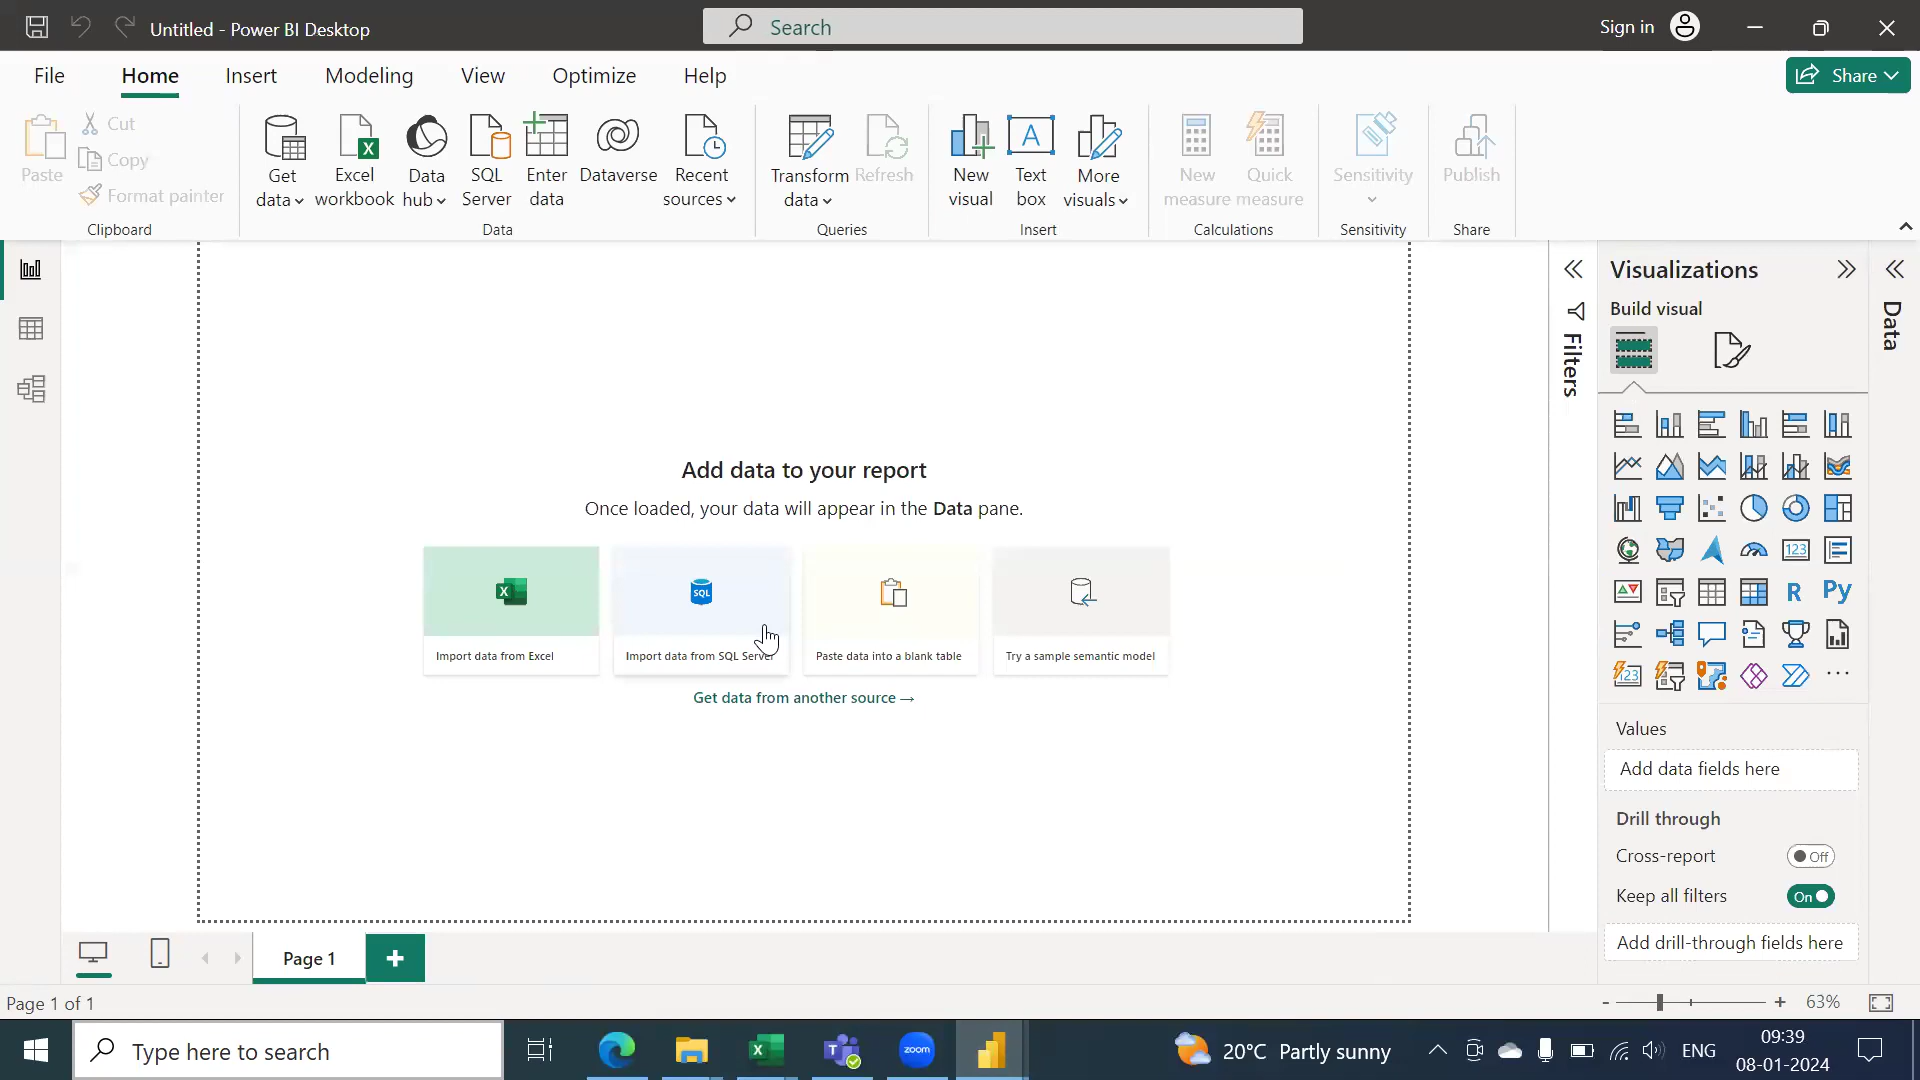 Untitled - Power BI Desktop
Search
Sign in
File
Home
Insert
Modeling
View
Optimize
Help
Share
Paste
Cut
Copy
Format painter
Clipboard
Get data
Excel workbook
Data hub
SQL Server
Enter data
Dataverse
Recent sources
Data
Transform data
Refresh
Queries
New visual
Text box
More visuals
Insert
New measure
Quick measure
Calculations
Sensitivity
Sensitivity
Publish
Share
Add data to your report
Once loaded, your data will appear in the Data pane.
SQL
Import data from Excel
Import data from SQL Server
Paste data into a blank table
Try a sample semantic model
Get data from another source →
Filters
Visualizations
Build visual
123
R
Py
123
Values
Add data fields here
Drill through
Cross-report
Off
Keep all filters
On
Add drill-through fields here
Data
Page 1
Page 1 of 1
63%
Type here to search
zoom
20°C Partly sunny
ENG
09:39
08-01-2024